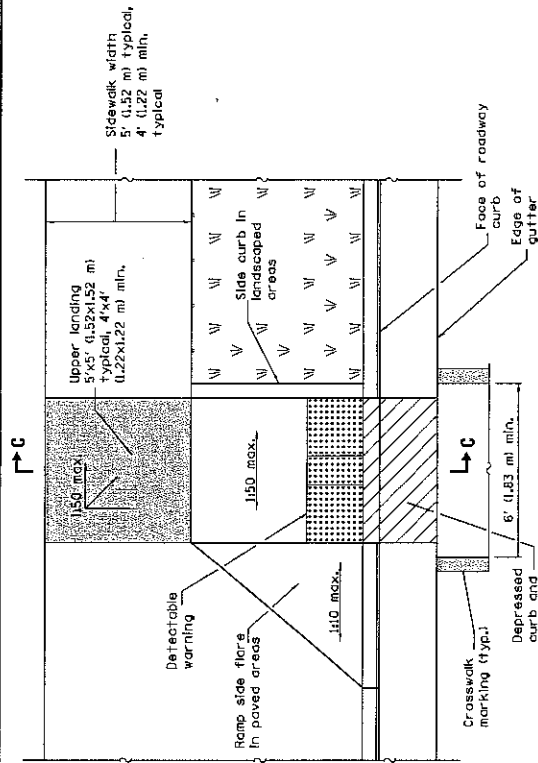 Sidewalk width
5' (1.52 m) typical,
4' (1.22 m) min.
typical
C
Upper landing
5'x5' (1.52x1.52 m)
typical, 4'x4'
(1.22x1.22 m) min.
1:50 max.
Side curb in
landscaped
areas
1:50 max.
Detectable
warning
Ramp side flare
in paved areas
1:10 max.
Face of roadway
curb
Edge of
gutter
C
6' (1.83 m) min.
Crosswalk
marking (typ.)
Depressed
curb and